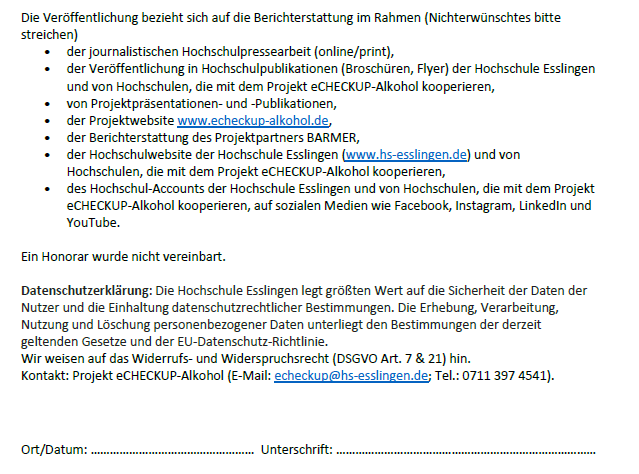 Die Veröffentlichung bezieht sich auf die Berichterstattung im Rahmen (Nichterwünschtes bitte
streichen)
• der journalistischen Hochschulpressearbeit (online/print),
• der Veröffentlichung in Hochschulpublikationen (Broschüren, Flyer) der Hochschule Esslingen
und von Hochschulen, die mit dem Projekt eCHECKUP-Alkohol kooperieren,
• von Projektpräsentationen- und -Publikationen,
• der Projektwebsite www.echeckup-alkohol.de,
• der Berichterstattung des Projektpartners BARMER,
• der Hochschulwebsite der Hochschule Esslingen (www.hs-esslingen.de) und von
Hochschulen, die mit dem Projekt eCHECKUP-Alkohol kooperieren,
• des Hochschul-Accounts der Hochschule Esslingen und von Hochschulen, die mit dem Projekt
eCHECKUP-Alkohol kooperieren, auf sozialen Medien wie Facebook, Instagram, LinkedIn und
YouTube.
Ein Honorar wurde nicht vereinbart.
Datenschutzerklärung: Die Hochschule Esslingen legt größten Wert auf die Sicherheit der Daten der
Nutzer und die Einhaltung datenschutzrechtlicher Bestimmungen. Die Erhebung, Verarbeitung,
Nutzung und Löschung personenbezogener Daten unterliegt den Bestimmungen der derzeit
geltenden Gesetze und der EU-Datenschutz-Richtlinie.
Wir weisen auf das Widerrufs- und Widerspruchsrecht (DSGVO Art. 7 & 21) hin.
Kontakt: Projekt eCHECKUP-Alkohol (E-Mail: echeckup@hs-esslingen.de; Tel.: 0711 397 4541).
Ort/Datum: …………………………………………… Unterschrift: ……………………………………………………………………